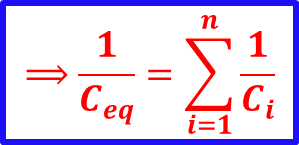 ⟹ 1/C_eq = ∑_{i=1}^{n} 1/C_i